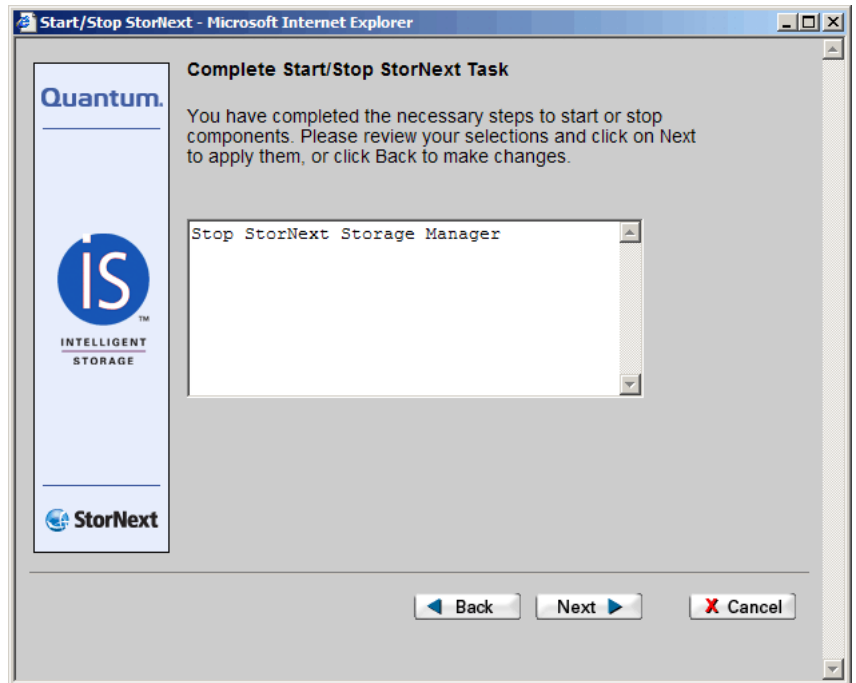 Start/Stop StorNext - Microsoft Internet Explorer
Quantum.
iS
TM
INTELLIGENT
STORAGE
StorNext
Complete Start/Stop StorNext Task
You have completed the necessary steps to start or stop
components. Please review your selections and click on Next
to apply them, or click Back to make changes.
Stop StorNext Storage Manager
Back
Next
X Cancel